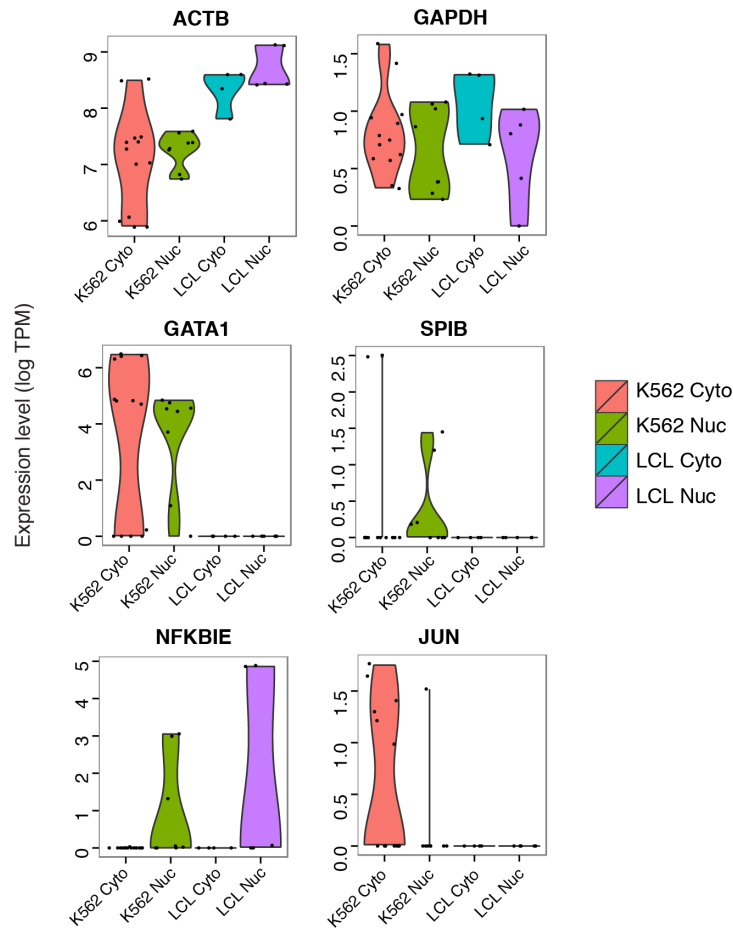 ACTB
GAPDH
9
8
7
6
1.5
1.0
0.5
0.0
K562 Cyto
K562 Nuc
LCL Cyto
LCL Nuc
K562 Cyto
K562 Nuc
LCL Cyto
LCL Nuc
Expression level (log TPM)
GATA1
SPIB
6
4
2
0
2.5
2.0
1.5
1.0
0.5
0.0
K562 Cyto
K562 Nuc
LCL Cyto
LCL Nuc
K562 Cyto
K562 Nuc
LCL Cyto
LCL Nuc
K562 Cyto
K562 Nuc
LCL Cyto
LCL Nuc
NFKBIE
JUN
5
4
3
2
1
0
1.5
1.0
0.5
0.0
K562 Cyto
K562 Nuc
LCL Cyto
LCL Nuc
K562 Cyto
K562 Nuc
LCL Cyto
LCL Nuc